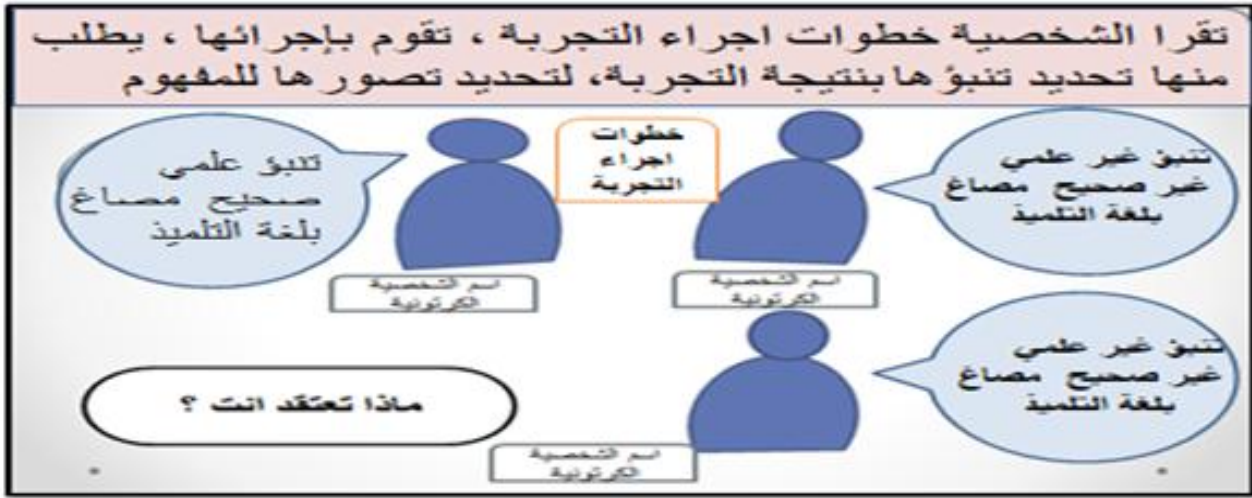 تقرا الشخصية خطوات اجراء التجربة ، تقوم بإجرائها ، يطلب
منها تحديد تنبؤها بنتيجة التجربة، لتحديد تصورها للمفهوم
تنبؤ غير علمي
غير صحيح مصاغ
بلغة التلميذ
خطوات
اجراء
التجربة
تنبؤ علمي
صحيح مصاغ
بلغة التلميذ
اسم الشخصية
الكرتونية
اسم الشخصية
الكرتونية
تنبؤ غير علمي
غير صحيح مصاغ
بلغة التلميذ
ماذا تعتقد انت ؟
اسم الشخصية
الكرتونية